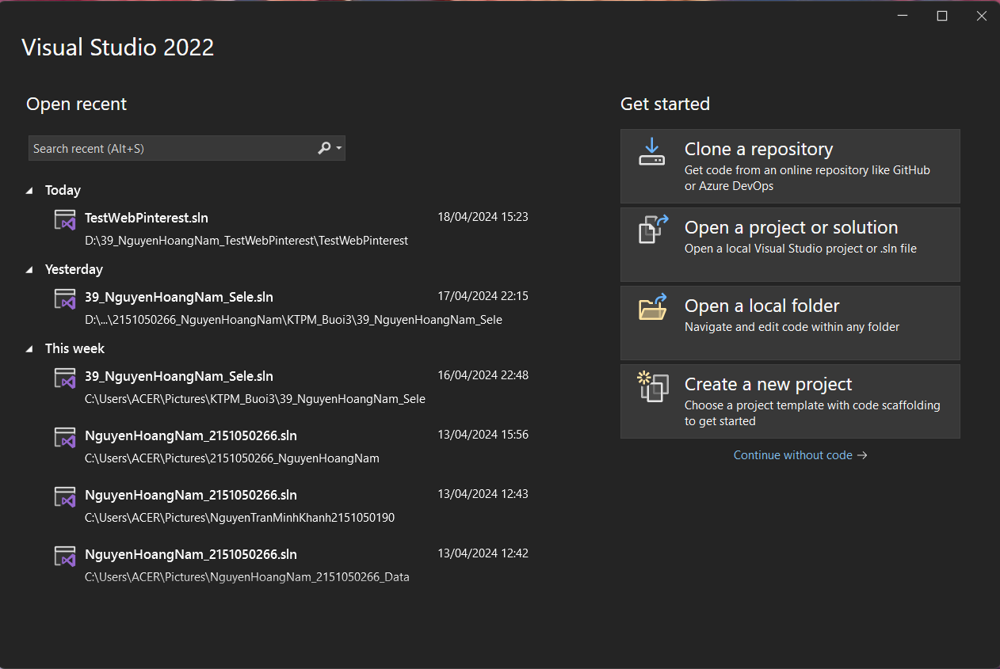 Visual Studio 2022
Open recent
Search recent (Alt+S)
Today
TestWebPinterest.sln 18/04/2024 15:23
D:\39_NguyenHoangNam_TestWebPinterest\TestWebPinterest
Yesterday
39_NguyenHoangNam_Sele.sln 17/04/2024 22:15
D:\...\2151050266_NguyenHoangNam\KTPM_Buoi3\39_NguyenHoangNam_Sele
This week
39_NguyenHoangNam_Sele.sln 16/04/2024 22:48
C:\Users\ACER\Pictures\KTPM_Buoi3\39_NguyenHoangNam_Sele
NguyenHoangNam_2151050266.sln 13/04/2024 15:56
C:\Users\ACER\Pictures\2151050266_NguyenHoangNam
NguyenHoangNam_2151050266.sln 13/04/2024 12:43
C:\Users\ACER\Pictures\NguyenTranMinhKhanh2151050190
NguyenHoangNam_2151050266.sln 13/04/2024 12:42
C:\Users\ACER\Pictures\NguyenHoangNam_2151050266_Data
Get started
Clone a repository
Get code from an online repository like GitHub
or Azure DevOps
Open a project or solution
Open a local Visual Studio project or .sln file
Open a local folder
Navigate and edit code within any folder
Create a new project
Choose a project template with code scaffolding
to get started
Continue without code →